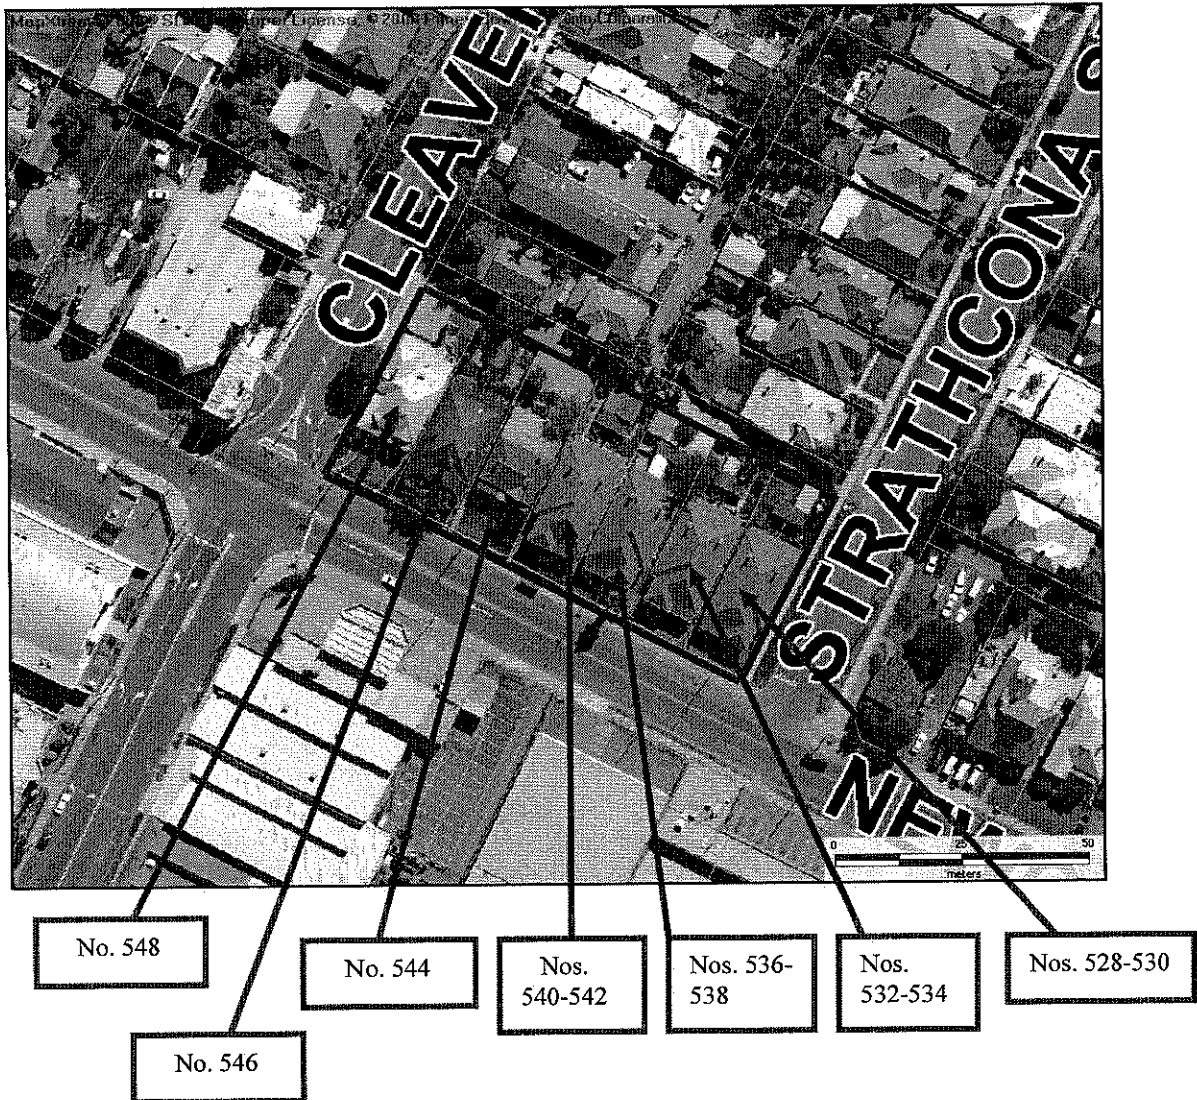 CLEAVE
STRATHCONA S
NEW
0 25 50
meters
No. 548
No. 544
Nos.
540-542
Nos. 536-
538
Nos.
532-534
Nos. 528-530
No. 546